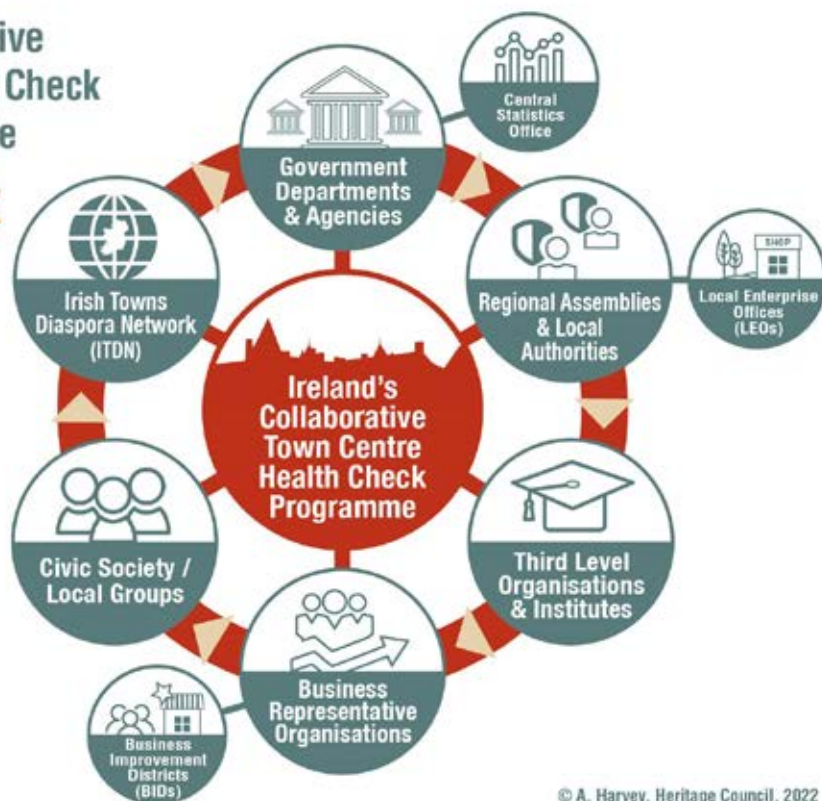 ive
Check
e
Government
Departments
& Agencies
Central
Statistics
Office
Regional Assemblies
& Local
Authorities
SHOP
Local Enterprise
Offices
(LEOs)
Third Level
Organisations
& Institutes
Business
Representative
Organisations
Business
Improvement
Districts
(BIDs)
Civic Society /
Local Groups
Irish Towns
Diaspora Network
(ITDN)
Ireland's
Collaborative
Town Centre
Health Check
Programme
© A. Harvey, Heritage Council, 2022